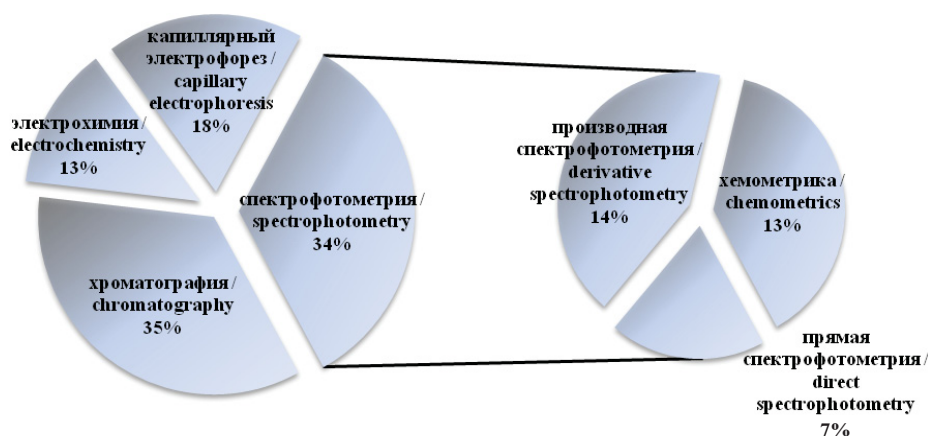 капиллярный
электрофорез /
capillary
electrophoresis
18%
электрохимия /
electrochemistry
13%
спектрофотометрия /
spectrophotometry
34%
хроматография /
chromatography
35%
производная
спектрофотометрия /
derivative
spectrophotometry
14%
хемометрика /
chemometrics
13%
прямая
спектрофотометрия /
direct
spectrophotometry
7%